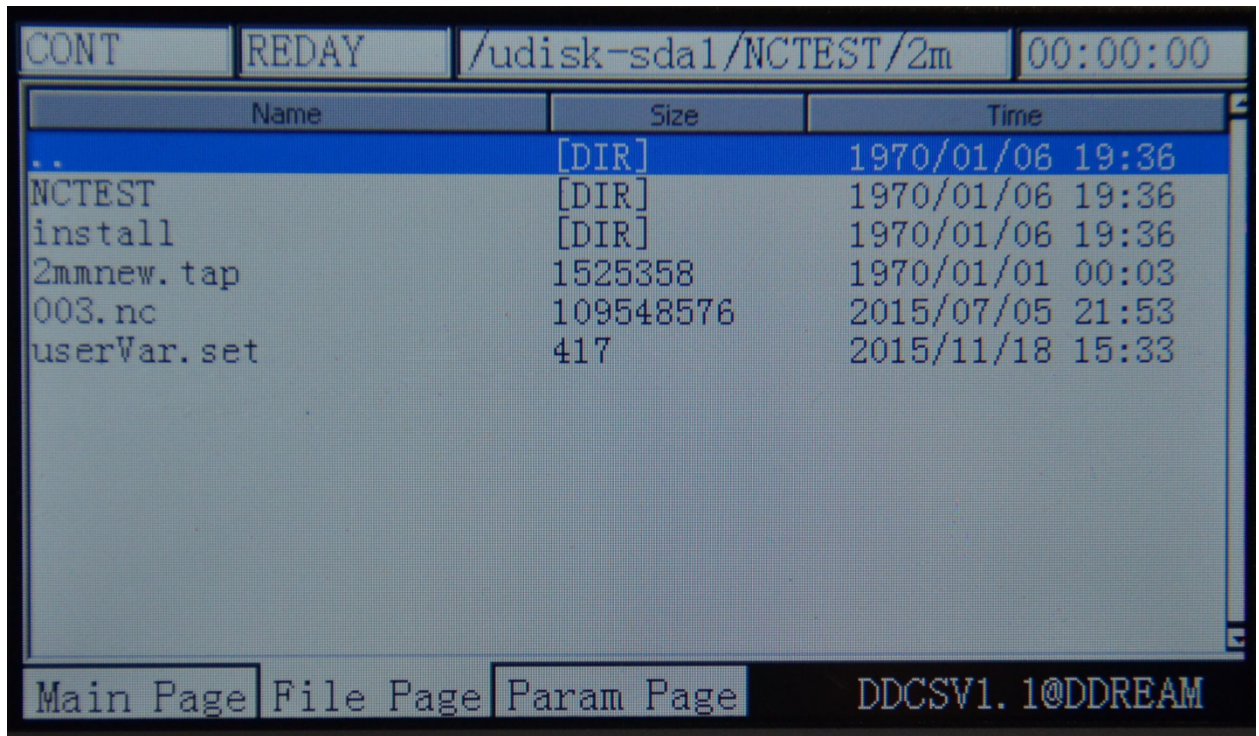 CONT REDAY /udisk-sda1/NCTEST/2m 00:00:00
Name Size Time
.. [DIR] 1970/01/06 19:36
NCTEST [DIR] 1970/01/06 19:36
install [DIR] 1970/01/06 19:36
2mmnew.tap 1525358 1970/01/01 00:03
003.nc 109548576 2015/07/05 21:53
userVar.set 417 2015/11/18 15:33
Main Page File Page Param Page DDCSV1.1@DDREAM